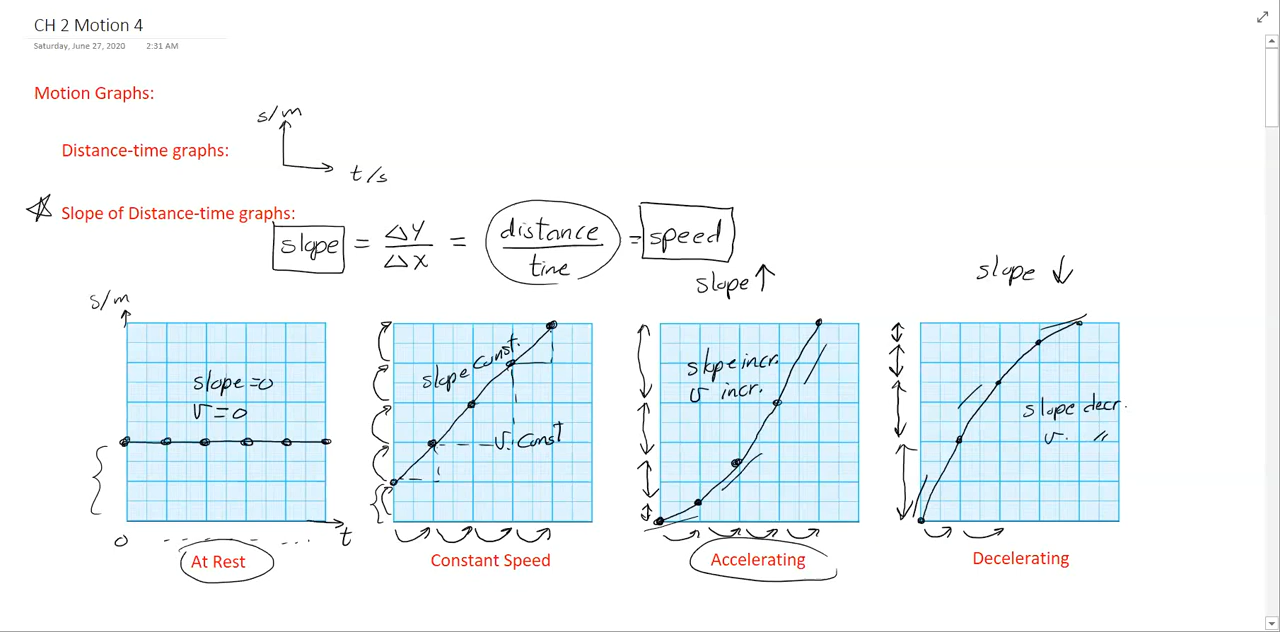 CH 2 Motion 4
Saturday, June 27, 2020 2:31 AM
Motion Graphs:
s/m
Distance-time graphs:
t/s
Slope of Distance-time graphs:
slope = ΔY/ΔX = distance/time = speed
slope ↑
slope ↓
s/m
slope=0
v=0
0
t
At Rest
slope const.
v. const
Constant Speed
slope incr.
v incr.
Accelerating
slope decr.
v. "
Decelerating